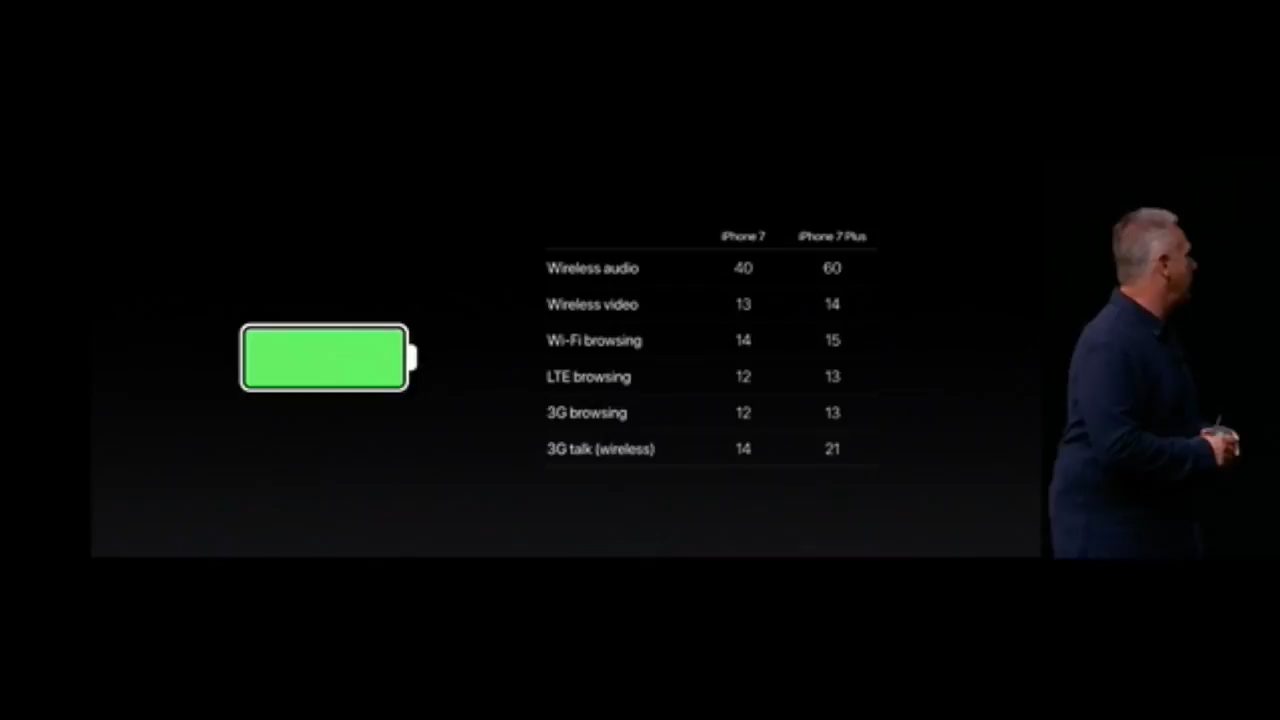 iPhone 7 iPhone 7 Plus
Wireless audio 40 60
Wireless video 13 14
Wi-Fi browsing 14 15
LTE browsing 12 13
3G browsing 12 13
3G talk (wireless) 14 21